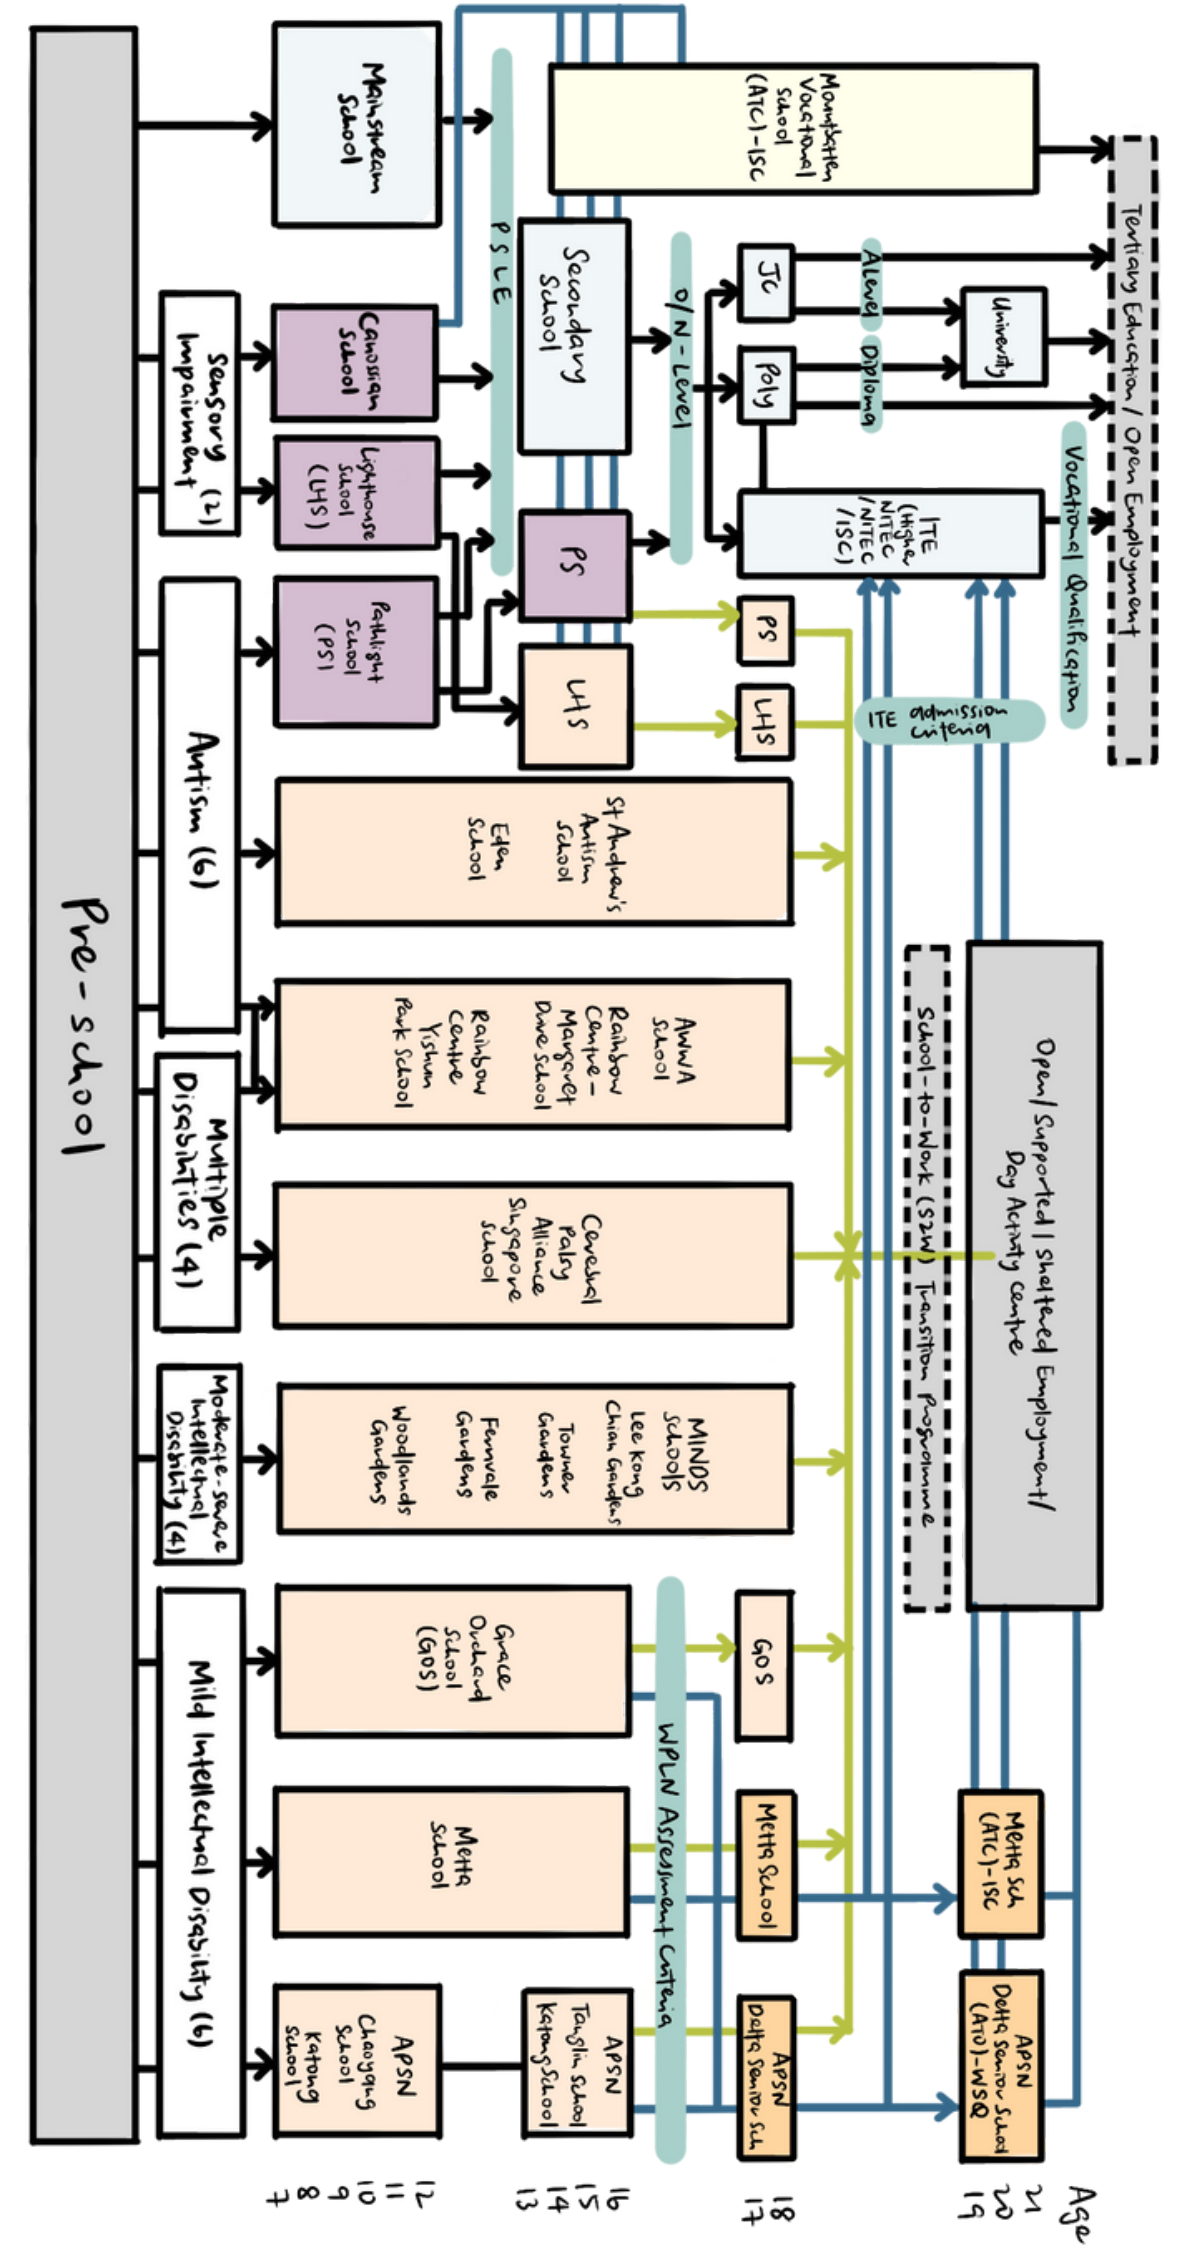 Pre-school
Sensory
Impairment (2)
Autism (6)
Multiple
Disabilities (4)
Moderate-severe
Intellectual
Disability (4)
Mild Intellectual Disability (6)
Mainstream
School
Canossian
School
Lighthouse
School
(LHS)
Pathlight
School
(PS)
St Andrew's
Autism
School
Eden
School
AWWA
School
Rainbow
Centre -
Margaret
Drive School
Rainbow
Centre
Yishun
Park School
Cerebral
Palsy
Alliance
Singapore
School
MINDS
Schools
Lee Kong
Chian Gardens
Towner
Gardens
Fernvale
Gardens
Woodlands
Gardens
Grace
Orchard
School
(GOS)
Metta
School
APSN
Chaoyang
School
Katong
School
PSLE
Mountbatten
Vocational
School
(ATC)-ISC
Secondary
School
PS
LHS
APSN
Tanglin School
Katong School
O/N-Level
WPLN Assessment Criteria
JC
Poly
ITE
(Higher
NITEC
/NITEC
/ISC)
PS
LHS
GOS
Metta School
APSN
Delta Senior Sch
A Level
Diploma
University
ITE admission
criteria
Vocational Qualification
School-to-Work (S2W) Transition Programme
Open/Supported/Sheltered Employment/
Day Activity Centre
Metta Sch
(ATC)-ISC
APSN
Delta Senior School
(ATO)-WSQ
Tertiary Education / Open Employment
Age
21
20
19
18
17
16
15
14
13
12
11
10
9
8
7